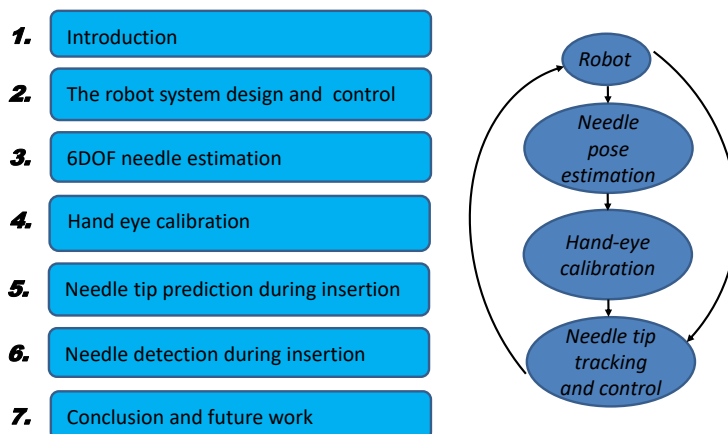 1. Introduction
2. The robot system design and control
3. 6DOF needle estimation
4. Hand eye calibration
5. Needle tip prediction during insertion
6. Needle detection during insertion
7. Conclusion and future work
Robot
Needle
pose
estimation
Hand-eye
calibration
Needle tip
tracking
and control